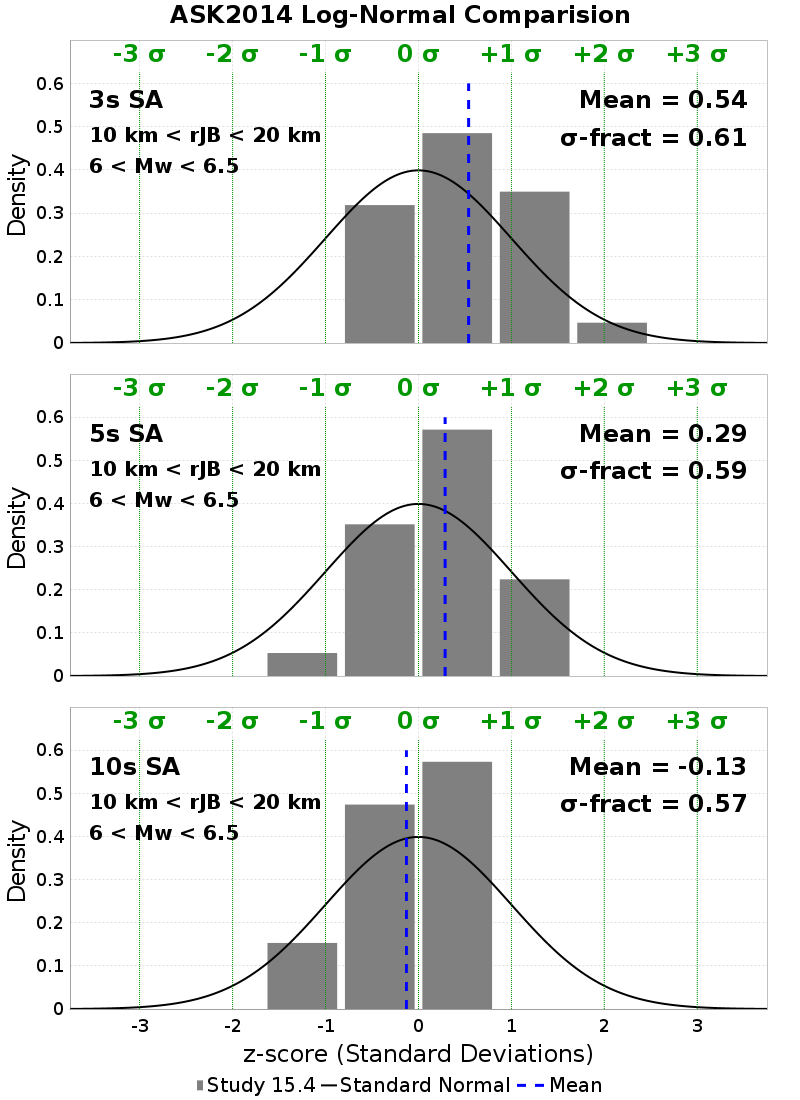 ASK2014 Log-Normal Comparision
-3 σ -2 σ -1 σ 0 σ +1 σ +2 σ +3 σ
3s SA
10 km < rJB < 20 km
6 < Mw < 6.5
Mean = 0.54
σ-fract = 0.61
0.6
0.5
0.4
0.3
0.2
0.1
0
Density
-3 σ -2 σ -1 σ 0 σ +1 σ +2 σ +3 σ
5s SA
10 km < rJB < 20 km
6 < Mw < 6.5
Mean = 0.29
σ-fract = 0.59
0.6
0.5
0.4
0.3
0.2
0.1
0
Density
-3 σ -2 σ -1 σ 0 σ +1 σ +2 σ +3 σ
10s SA
10 km < rJB < 20 km
6 < Mw < 6.5
Mean = -0.13
σ-fract = 0.57
0.6
0.5
0.4
0.3
0.2
0.1
0
Density
-3 -2 -1 0 1 2 3
z-score (Standard Deviations)
Study 15.4 Standard Normal Mean